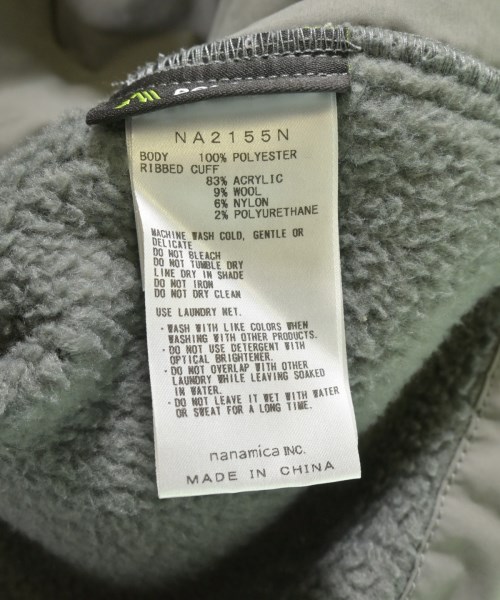 NA2155N
BODY 100% POLYESTER
RIBBED CUFF
83% ACRYLIC
9% WOOL
6% NYLON
2% POLYURETHANE
MACHINE WASH COLD, GENTLE OR
DELICATE
DO NOT BLEACH
DO NOT TUMBLE DRY
LINE DRY IN SHADE
DO NOT IRON
DO NOT DRY CLEAN
USE LAUNDRY NET.
・WASH WITH LIKE COLORS WHEN
WASHING WITH OTHER PRODUCTS.
・DO NOT USE DETERGENT WITH
OPTICAL BRIGHTENER.
・DO NOT OVERLAP WITH OTHER
LAUNDRY WHILE LEAVING SOAKED
IN WATER.
・DO NOT LEAVE IT WET WITH WATER
OR SWEAT FOR A LONG TIME.
nanamica INC.
MADE IN CHINA